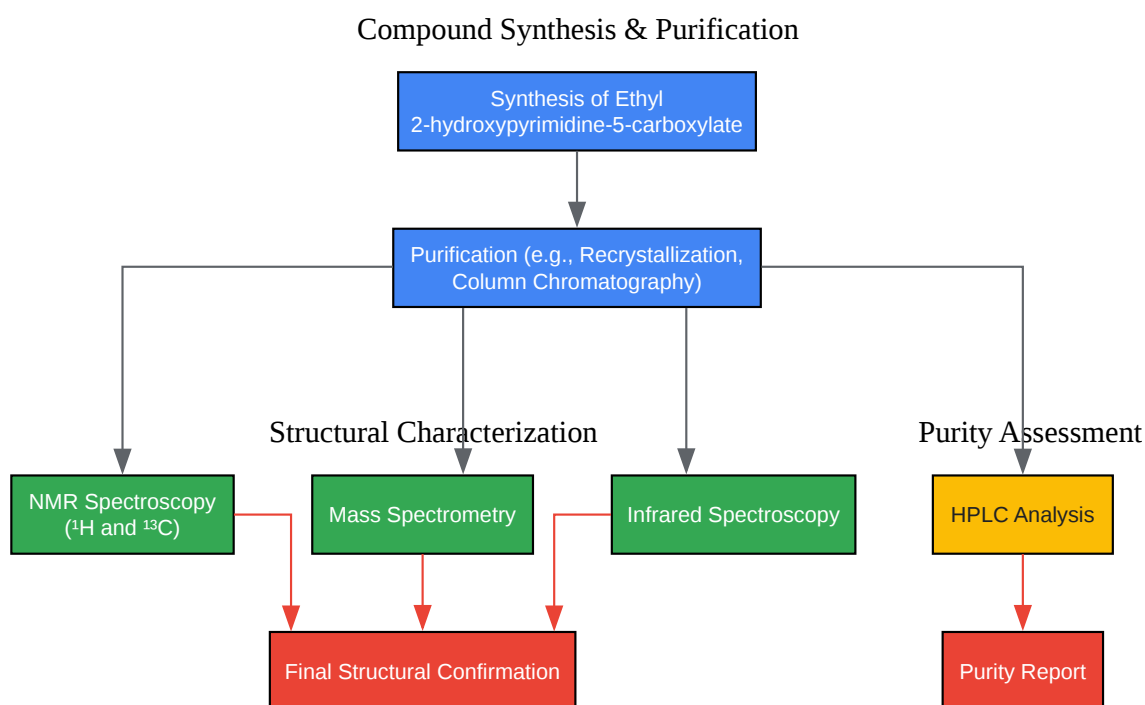 Compound Synthesis & Purification
Synthesis of Ethyl
2-hydroxypyrimidine-5-carboxylate
Purification (e.g., Recrystallization,
Column Chromatography)
Structural Characterization
Purity Assessment
NMR Spectroscopy
(¹H and ¹³C)
Mass Spectrometry
Infrared Spectroscopy
HPLC Analysis
Final Structural Confirmation
Purity Report